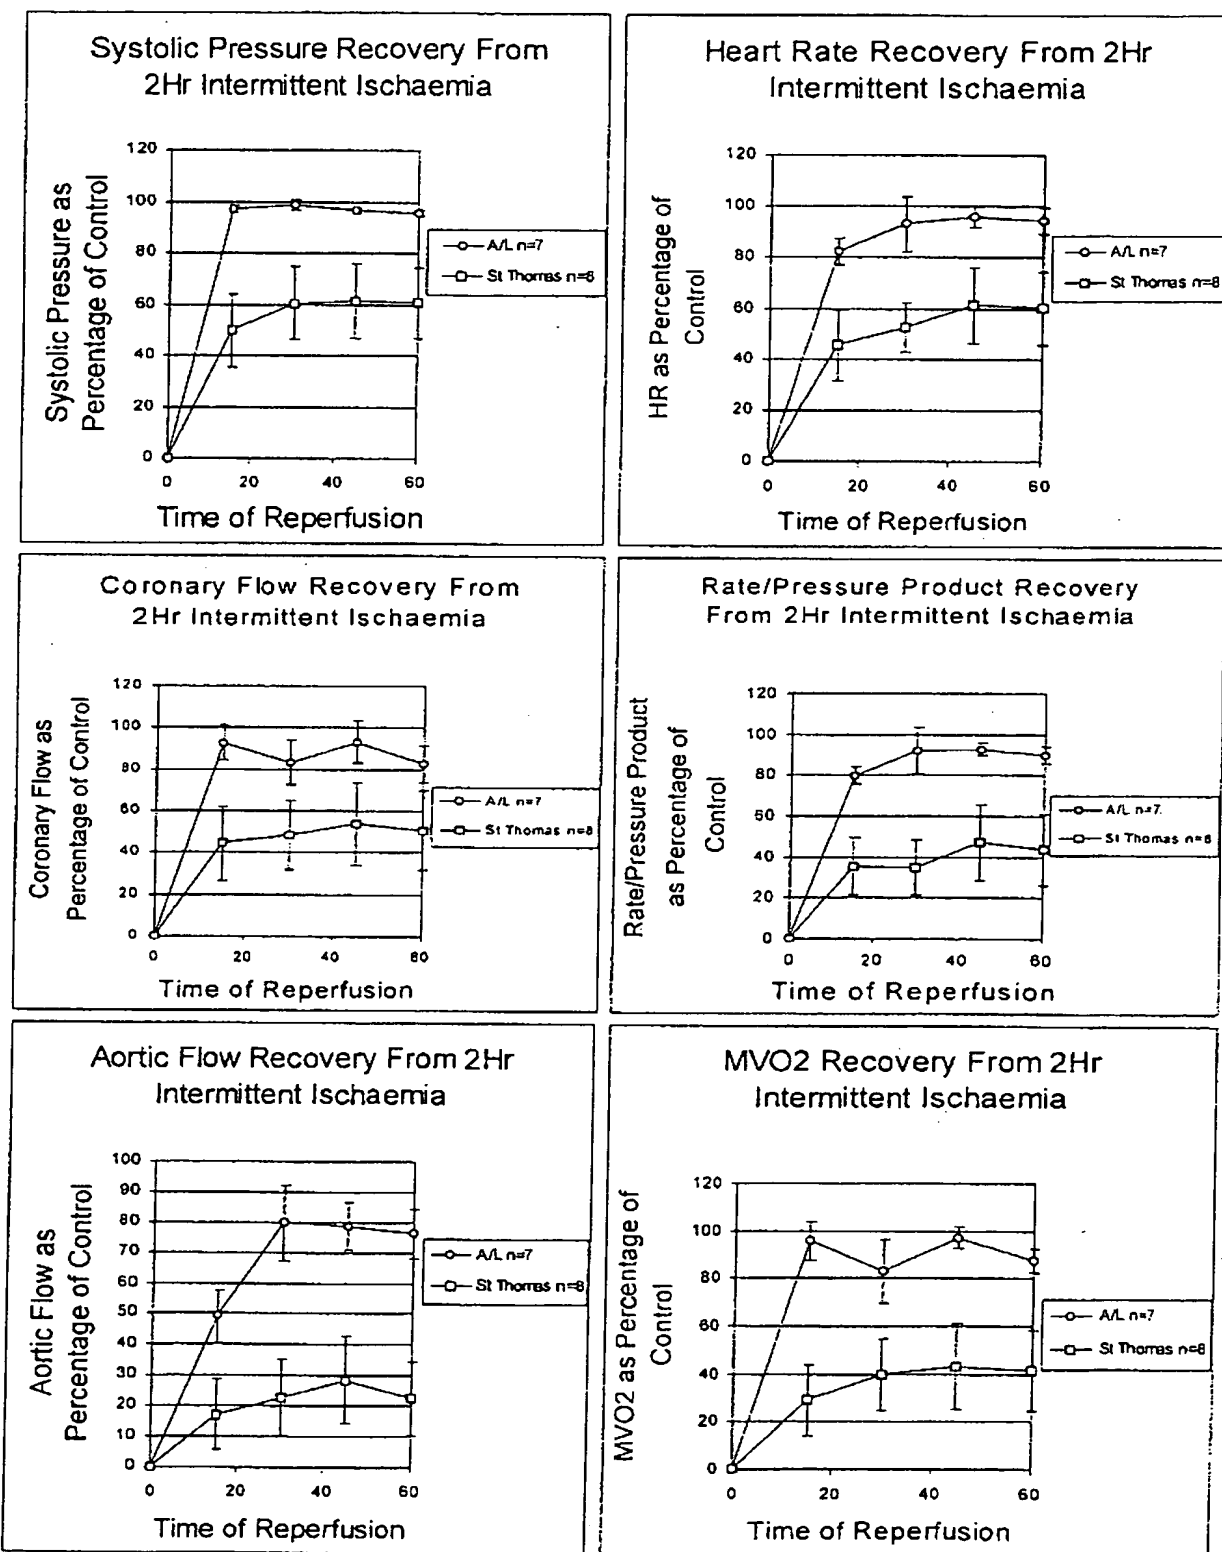 Systolic Pressure Recovery From
2Hr Intermittent Ischaemia
Systolic Pressure as
Percentage of Control
120
100
80
60
40
20
0
0 20 40 60
Time of Reperfusion
A/L n=7
St Thomas n=8
Heart Rate Recovery From 2Hr
Intermittent Ischaemia
HR as Percentage of
Control
120
100
80
60
40
20
0
0 20 40 60
Time of Reperfusion
A/L n=7
St Thomas n=8
Coronary Flow Recovery From
2Hr Intermittent Ischaemia
Coronary Flow as
Percentage of Control
120
100
80
60
40
20
0
0 20 40 60
Time of Reperfusion
A/L n=7
St Thomas n=8
Rate/Pressure Product Recovery
From 2Hr Intermittent Ischaemia
Rate/Pressure Product
as Percentage of
Control
120
100
80
60
40
20
0
0 20 40 60
Time of Reperfusion
A/L n=7
St Thomas n=8
Aortic Flow Recovery From 2Hr
Intermittent Ischaemia
Aortic Flow as
Percentage of Control
100
90
80
70
60
50
40
30
20
10
0
0 20 40 60
Time of Reperfusion
A/L n=7
St Thomas n=8
MVO2 Recovery From 2Hr
Intermittent Ischaemia
MVO2 as Percentage of
Control
120
100
80
60
40
20
0
0 20 40 60
Time of Reperfusion
A/L n=7
St Thomas n=8